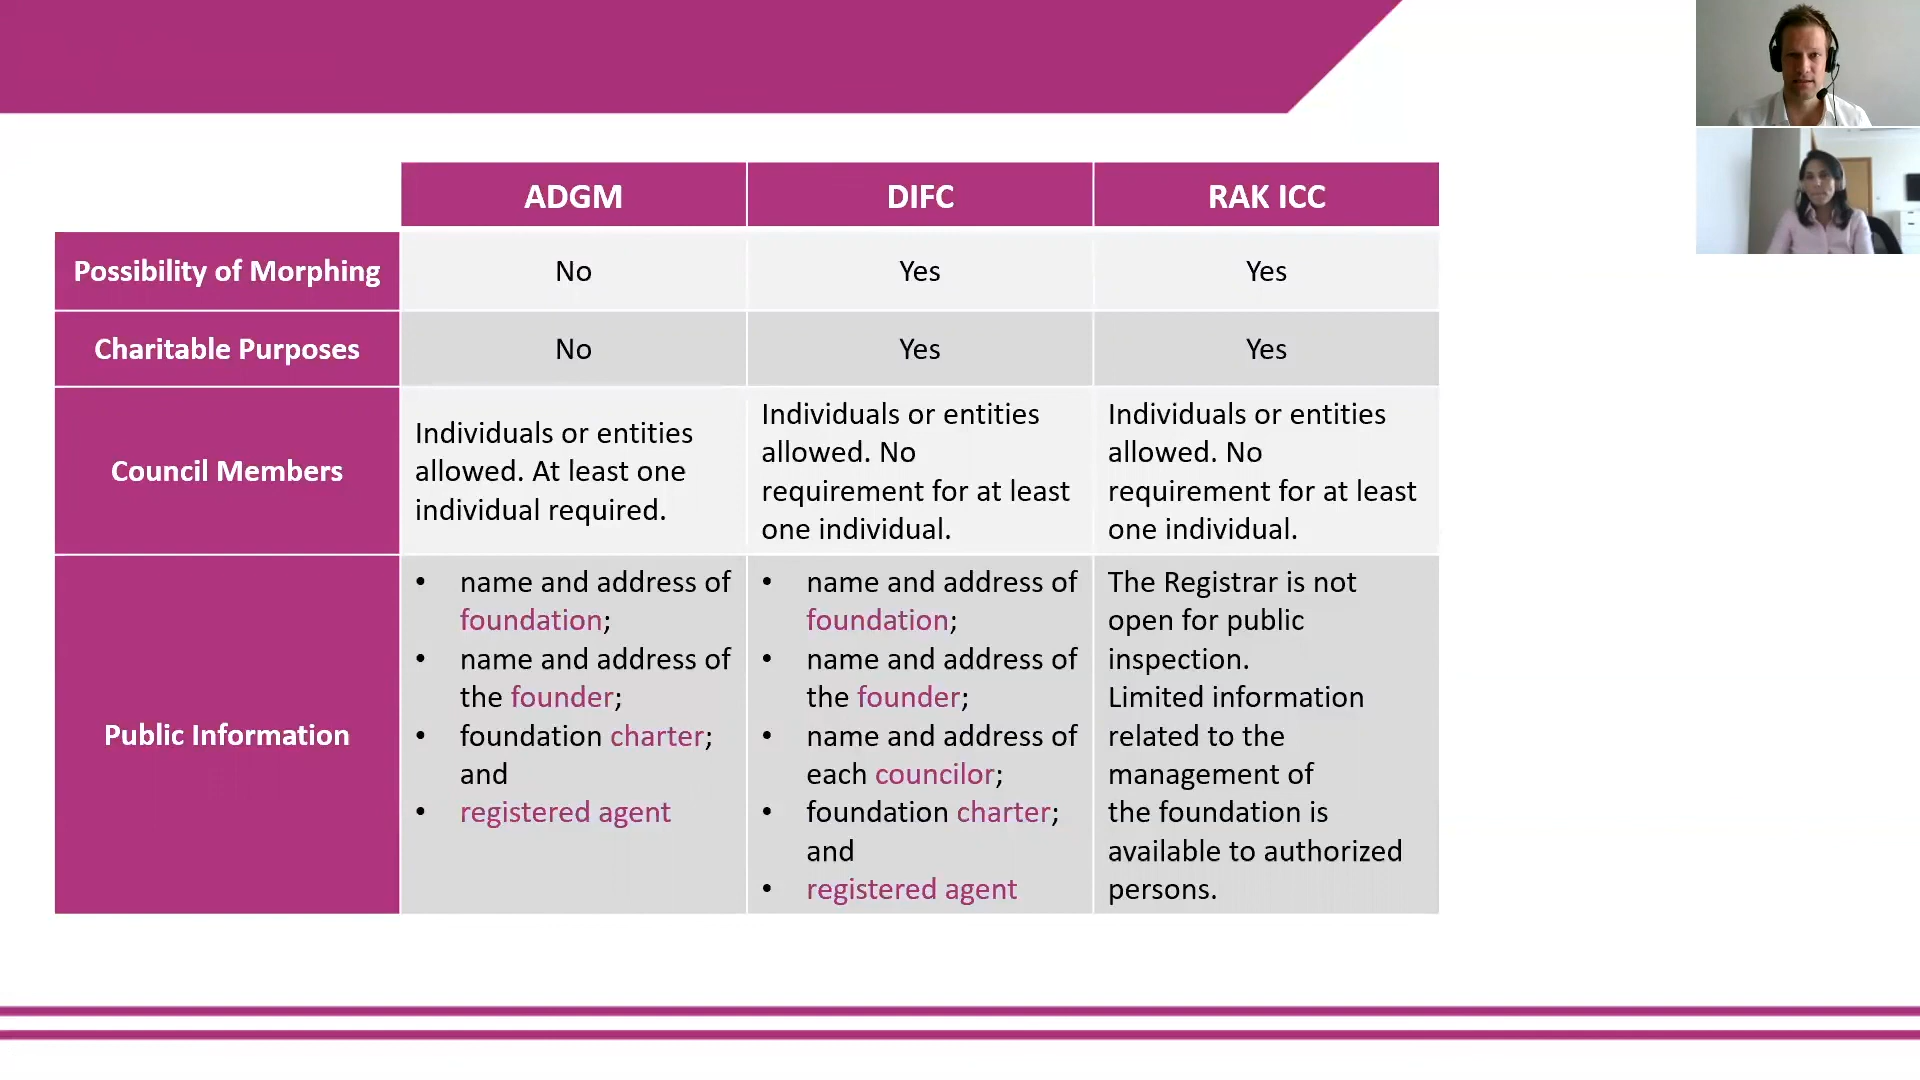 ADGM
DIFC
RAK ICC
Possibility of Morphing
No
Yes
Yes
Charitable Purposes
No
Yes
Yes
Council Members
Individuals or entities
allowed. At least one
individual required.
Individuals or entities
allowed. No
requirement for at least
one individual.
Individuals or entities
allowed. No
requirement for at least
one individual.
Public Information
• name and address of
foundation;
• name and address of
the founder;
• foundation charter;
and
• registered agent
• name and address of
foundation;
• name and address of
the founder;
• name and address of
each councilor;
• foundation charter;
and
• registered agent
The Registrar is not
open for public
inspection.
Limited information
related to the
management of
the foundation is
available to authorized
persons.